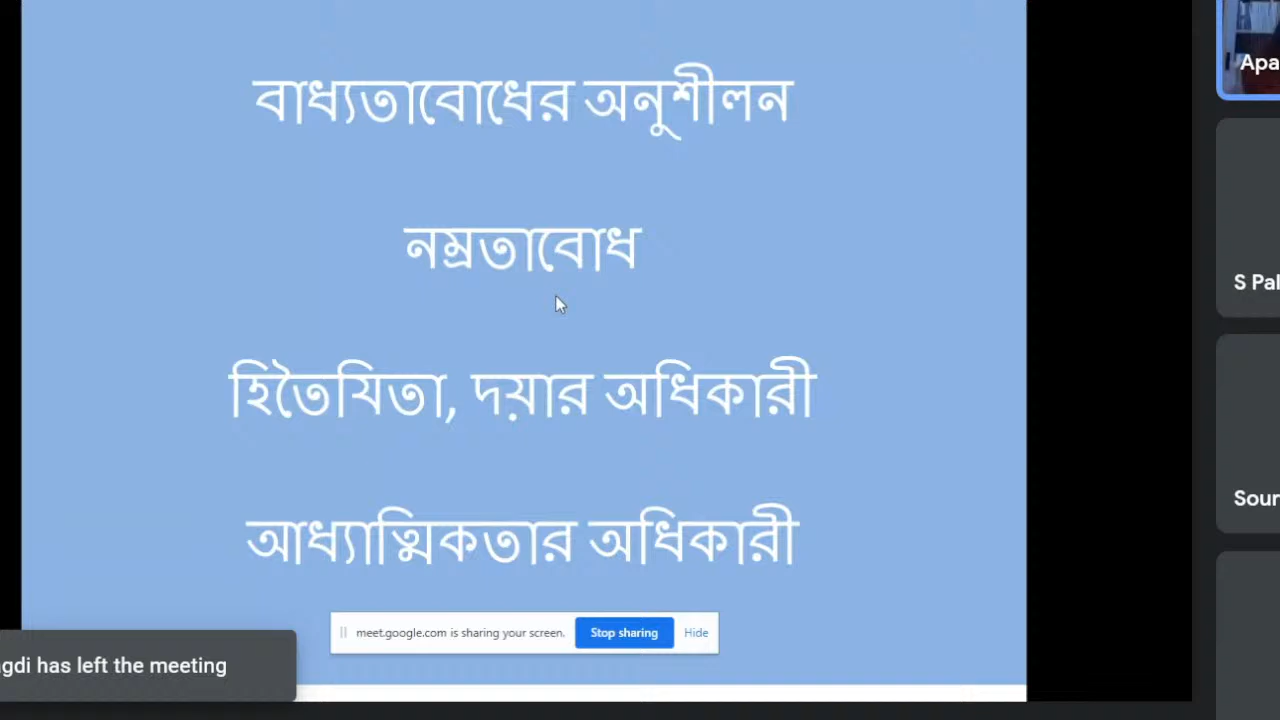 বাধ্যতাবোধের অনুশীলন
Apa
নম্রতাবোধ
S Pal
হিতৈষিতা, দয়ার অধিকারী
Sour
আধ্যাত্মিকতার অধিকারী
meet.google.com is sharing your screen. Stop sharing Hide
gdi has left the meeting